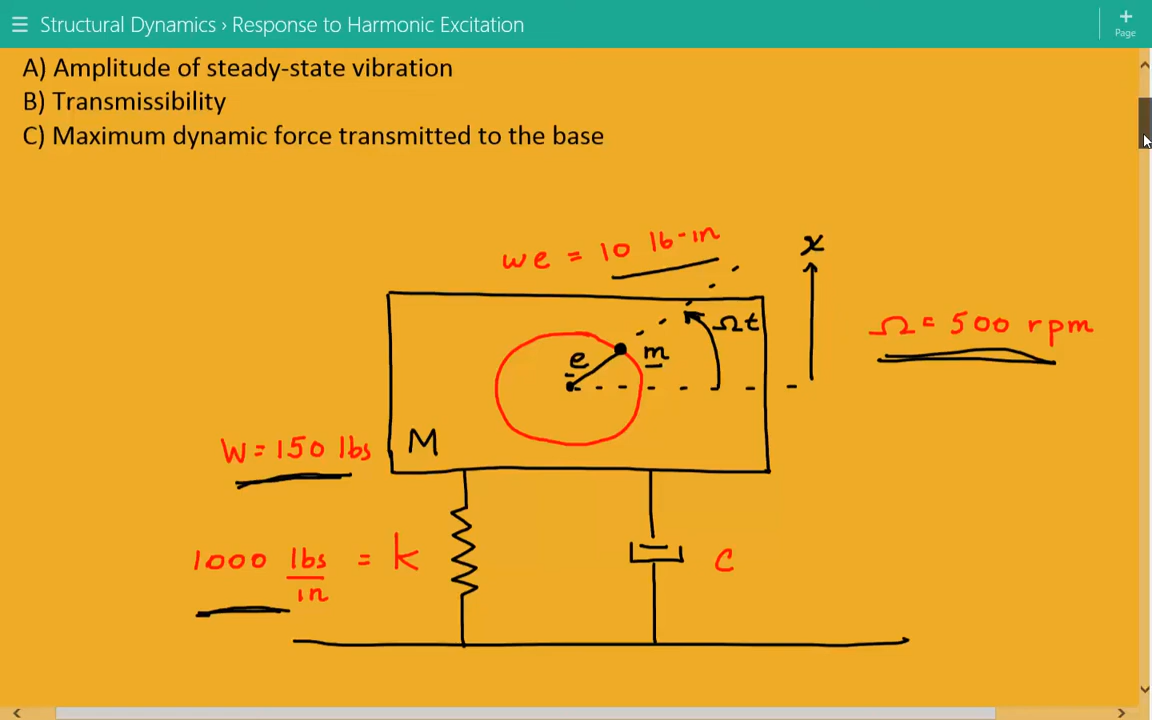 Structural Dynamics › Response to Harmonic Excitation
Page
A) Amplitude of steady-state vibration
B) Transmissibility
C) Maximum dynamic force transmitted to the base
we = 10 lb-in
x
Ωt
Ω = 500 rpm
e
m
W = 150 lbs
M
1000 lbs/in = k
C